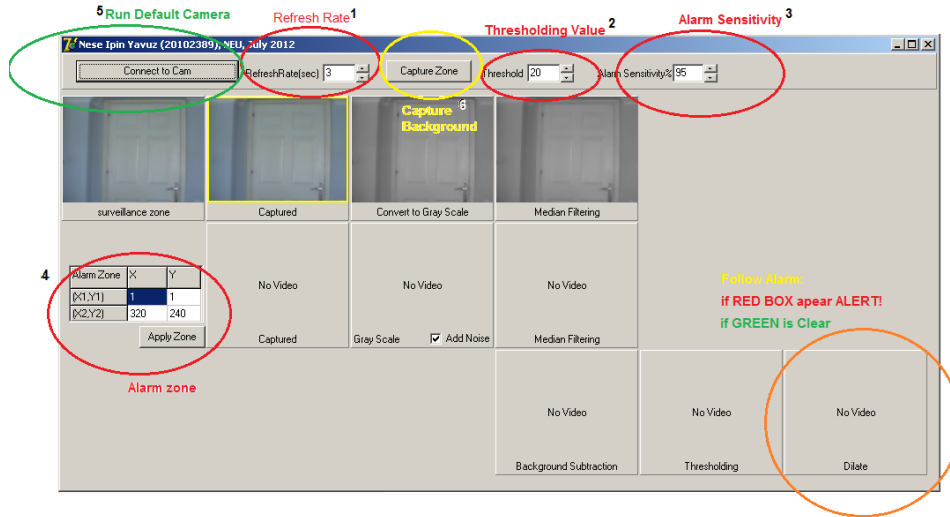 5 Run Default Camera
Refresh Rate 1
Thresholding Value 2
Alarm Sensitivity 3
Nese Ipin Yavuz (20102389), NEU, July 2012
Connect to Cam
RefreshRate(sec) 3
Capture Zone
Threshold 20
Alarm Sensitivity% 95
Capture 6
Background
surveillance zone
Captured
Convert to Gray Scale
Median Filtering
4
Alarm Zone X Y
(X1,Y1) 1 1
(X2,Y2) 320 240
Apply Zone
Alarm zone
No Video
Captured
No Video
Gray Scale
Add Noise
No Video
Median Filtering
Follow Alarm:
if RED BOX apear ALERT!
if GREEN is Clear
No Video
Background Subtraction
No Video
Thresholding
No Video
Dilate